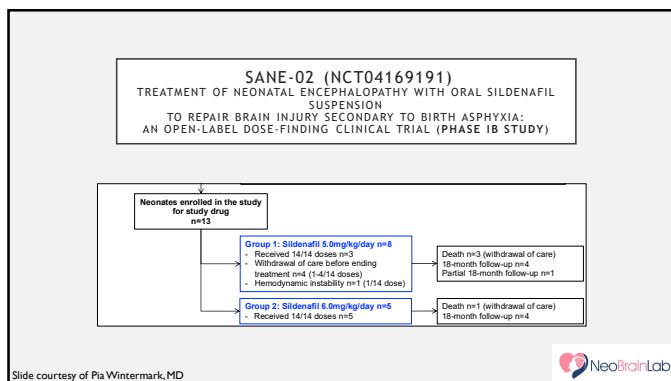 SANE-02 (NCT04169191)
TREATMENT OF NEONATAL ENCEPHALOPATHY WITH ORAL SILDENAFIL
SUSPENSION
TO REPAIR BRAIN INJURY SECONDARY TO BIRTH ASPHYXIA:
AN OPEN-LABEL DOSE-FINDING CLINICAL TRIAL (PHASE IB STUDY)
Neonates enrolled in the study
for study drug
n=13
Group 1: Sildenafil 5.0mg/kg/day n=8
- Received 14/14 doses n=3
- Withdrawal of care before ending
treatment n=4 (1-4/14 doses)
- Hemodynamic instability n=1 (1/14 dose)
Death n=3 (withdrawal of care)
18-month follow-up n=4
Partial 18-month follow-up n=1
Group 2: Sildenafil 6.0mg/kg/day n=5
- Received 14/14 doses n=5
Death n=1 (withdrawal of care)
18-month follow-up n=4
Slide courtesy of Pia Wintermark, MD
NeoBrainLab